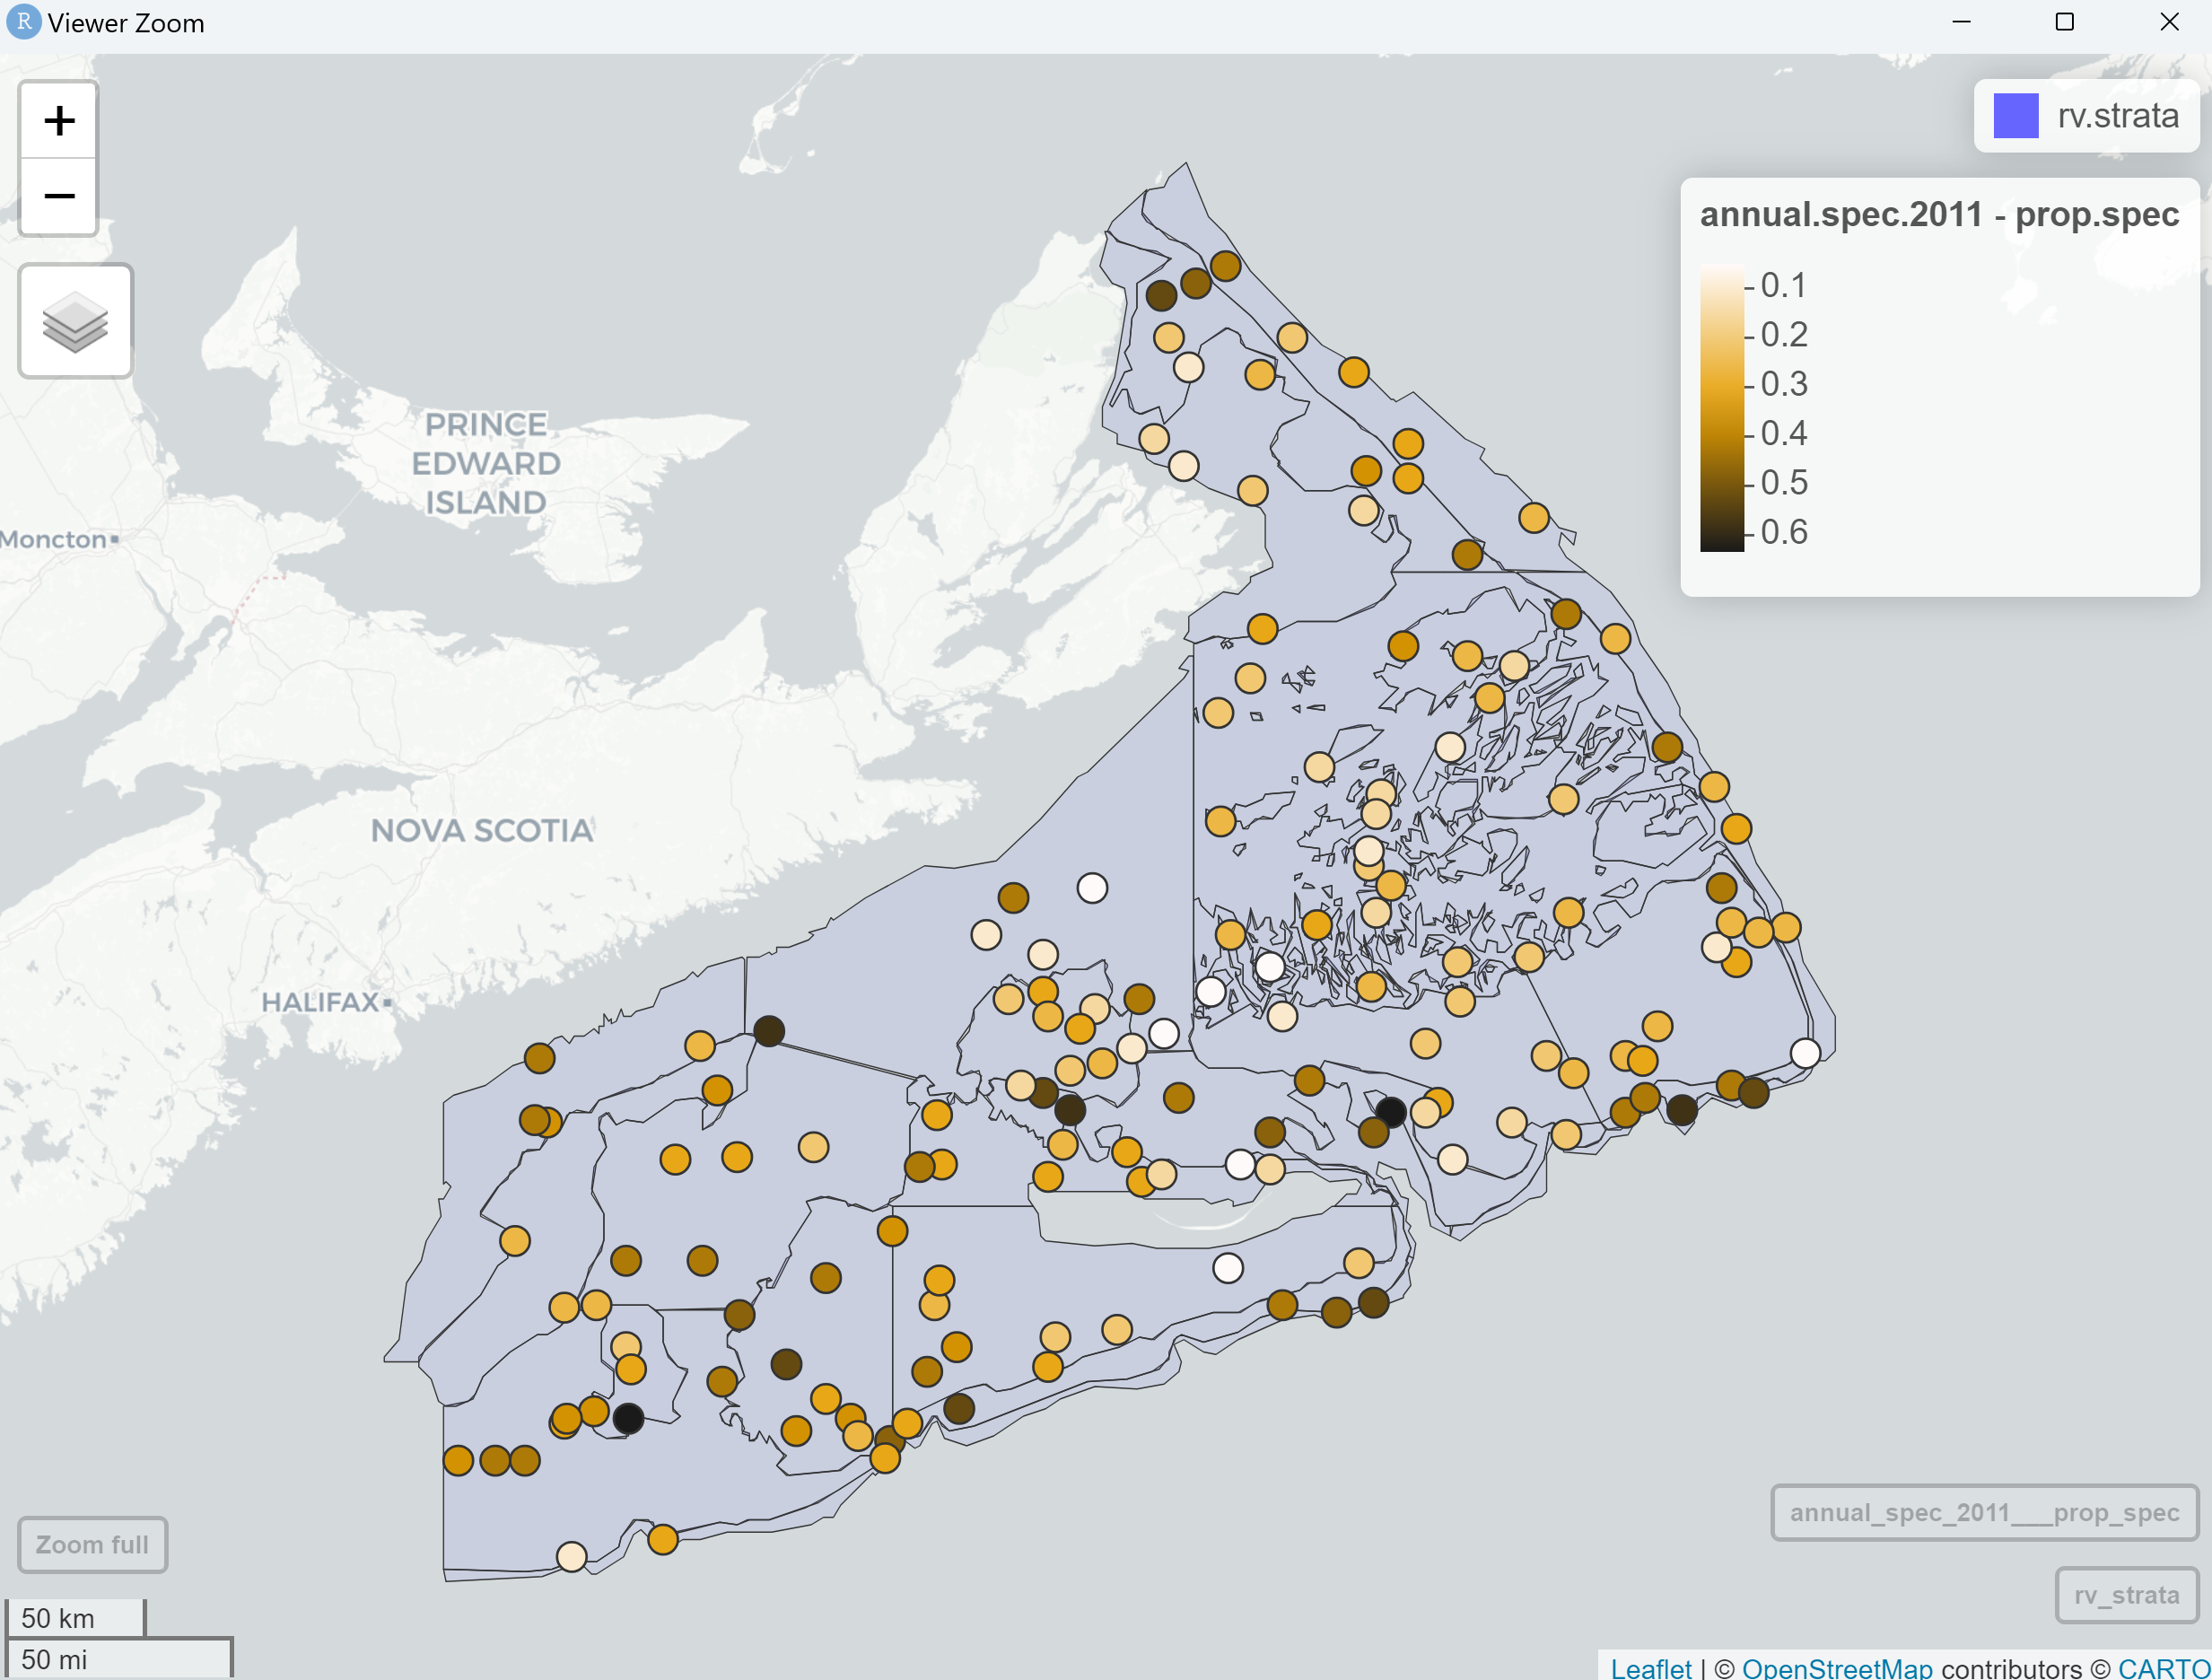 R Viewer Zoom
+
−
rv.strata
annual.spec.2011 - prop.spec
0.1
0.2
0.3
0.4
0.5
0.6
PRINCE
EDWARD
ISLAND
Moncton
NOVA SCOTIA
HALIFAX
annual_spec_2011___prop_spec
Zoom full
rv_strata
50 km
50 mi
Leaflet | © OpenStreetMap contributors © CARTO